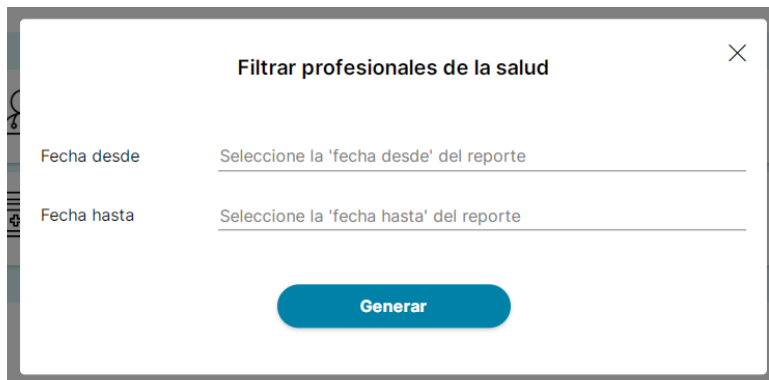 Filtrar profesionales de la salud
Fecha desde Seleccione la 'fecha desde' del reporte
Fecha hasta Seleccione la 'fecha hasta' del reporte
Generar